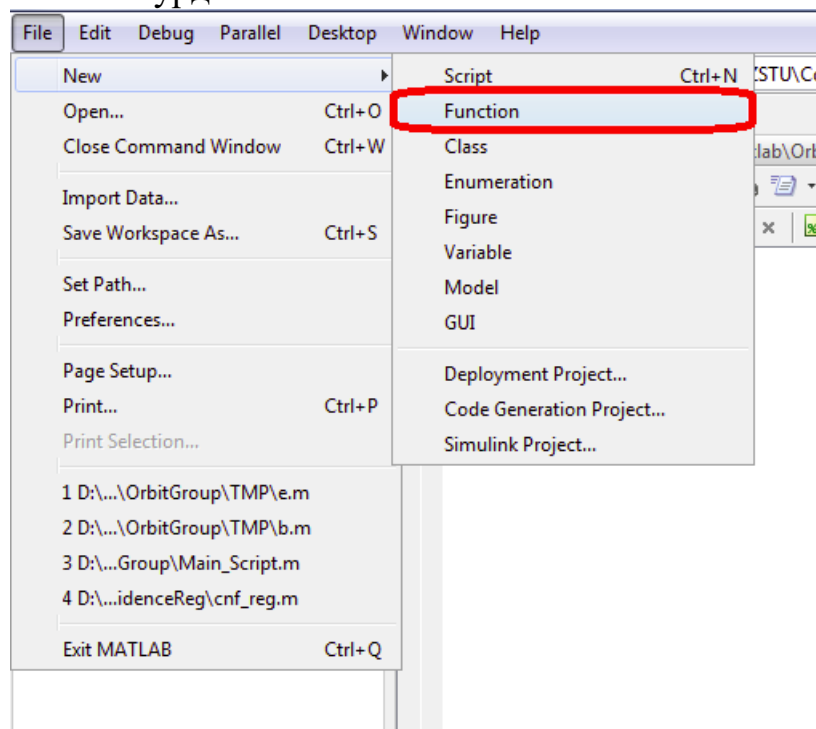 File Edit Debug Parallel Desktop Window Help
New
Open... Ctrl+O
Close Command Window Ctrl+W
Import Data...
Save Workspace As... Ctrl+S
Set Path...
Preferences...
Page Setup...
Print... Ctrl+P
Print Selection...
1 D:\...\OrbitGroup\TMP\e.m
2 D:\...\OrbitGroup\TMP\b.m
3 D:\...Group\Main_Script.m
4 D:\...idenceReg\cnf_reg.m
Exit MATLAB Ctrl+Q
Script Ctrl+N
Function
Class
Enumeration
Figure
Variable
Model
GUI
Deployment Project...
Code Generation Project...
Simulink Project...